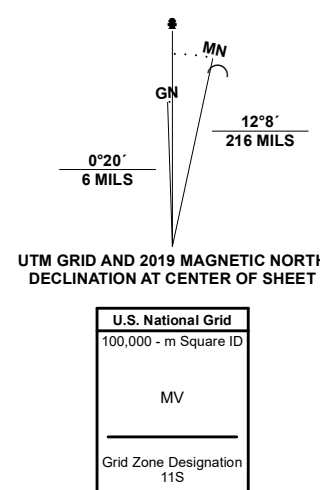 MN
GN
12°8´
216 MILS
0°20´
6 MILS
UTM GRID AND 2019 MAGNETIC NORTH
DECLINATION AT CENTER OF SHEET
U.S. National Grid
100,000 - m Square ID
MV
Grid Zone Designation
11S